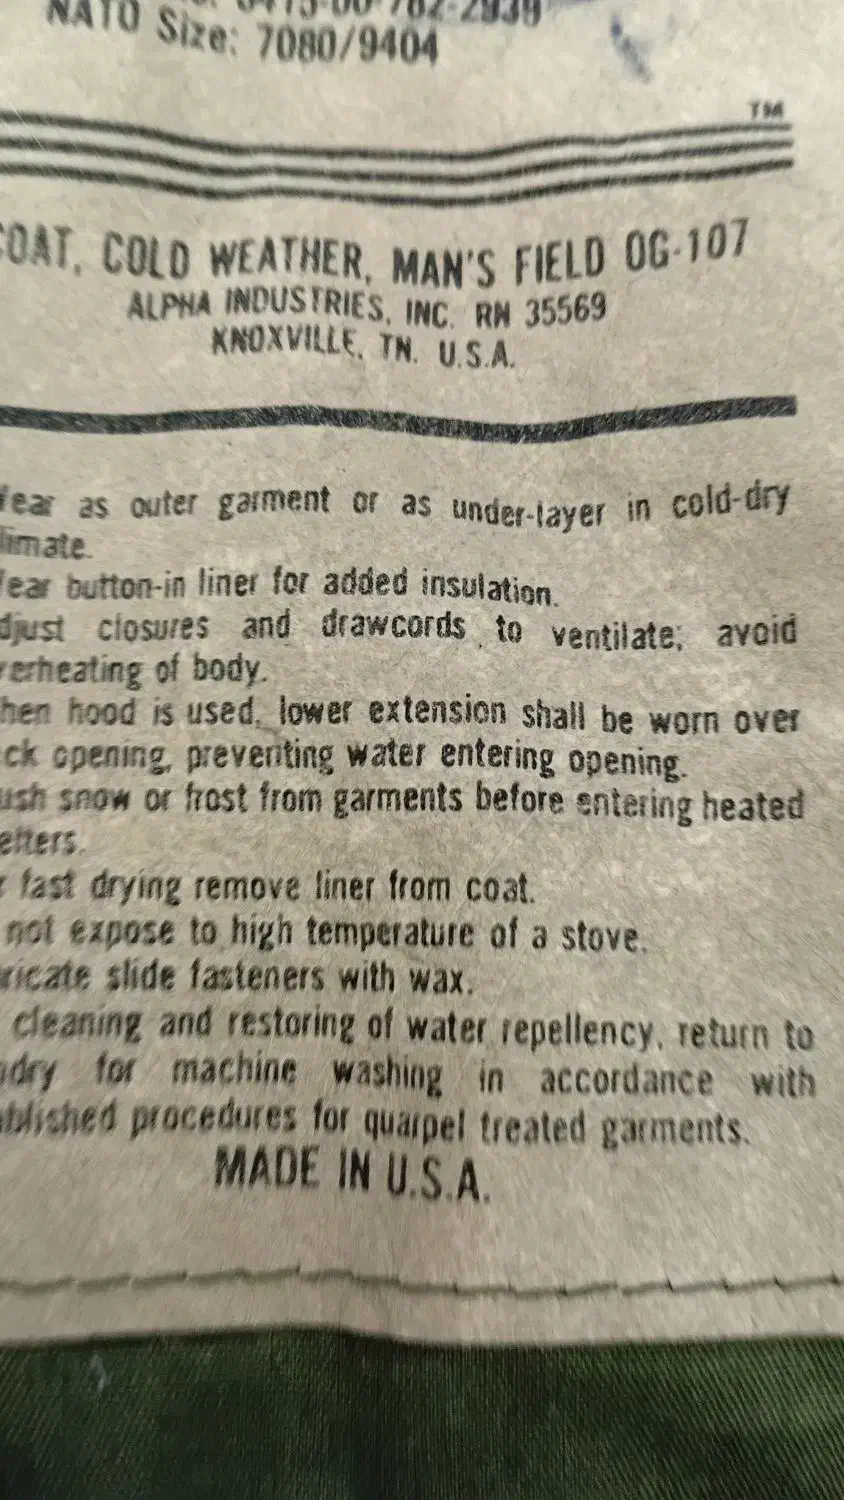 NATO Size: 7080/9404
TM
COAT, COLD WEATHER, MAN'S FIELD OG-107
ALPHA INDUSTRIES, INC. RN 35569
KNOXVILLE, TN. U.S.A.
as outer garment or as under-layer in cold-dry
limate.
ear button-in liner for added insulation.
djust closures and drawcords to ventilate; avoid
verheating of body.
hen hood is used, lower extension shall be worn over
ck opening, preventing water entering opening.
ush snow or frost from garments before entering heated
elters.
r fast drying remove liner from coat.
not expose to high temperature of a stove.
ricate slide fasteners with wax.
cleaning and restoring of water repellency, return to
ndry for machine washing in accordance with
ablished procedures for quarpel treated garments.
MADE IN U.S.A.